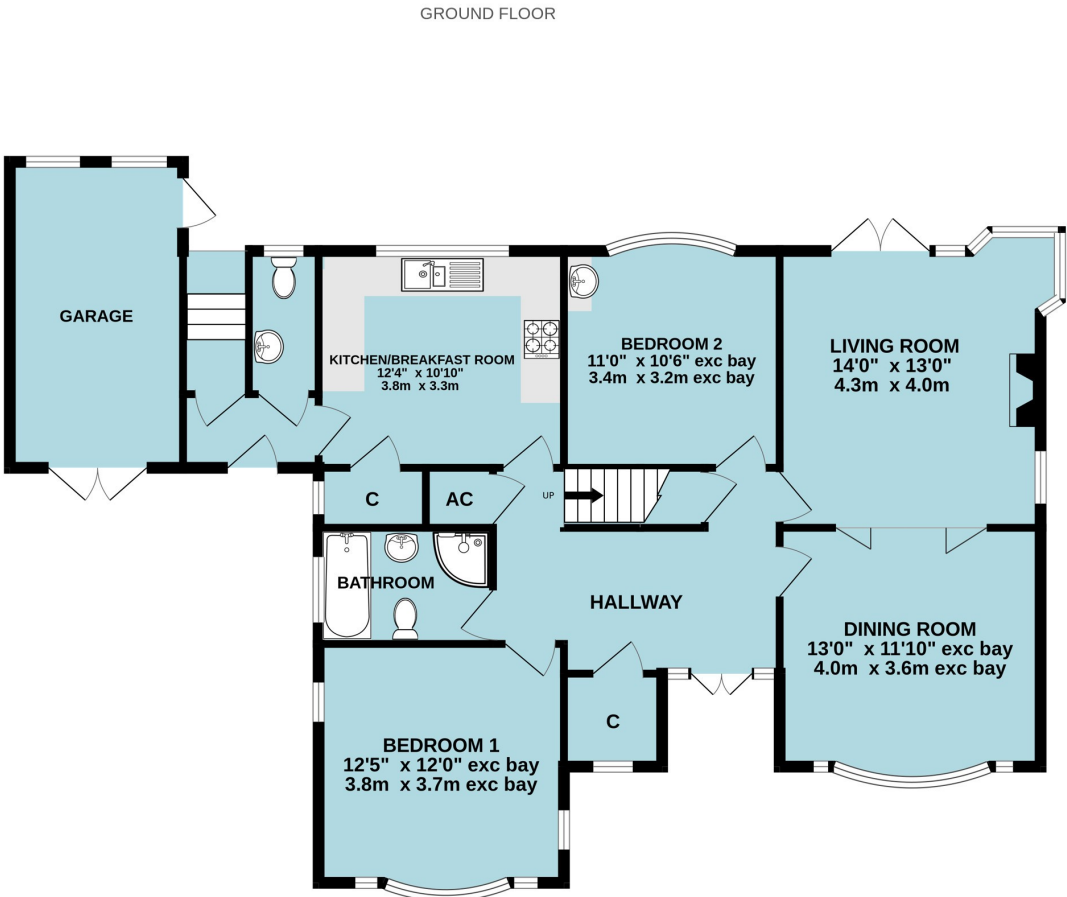 GROUND FLOOR
GARAGE
KITCHEN/BREAKFAST ROOM
12'4" x 10'10"
3.8m x 3.3m
BEDROOM 2
11'0" x 10'6" exc bay
3.4m x 3.2m exc bay
LIVING ROOM
14'0" x 13'0"
4.3m x 4.0m
C
AC
UP
BATHROOM
HALLWAY
DINING ROOM
13'0" x 11'10" exc bay
4.0m x 3.6m exc bay
BEDROOM 1
12'5" x 12'0" exc bay
3.8m x 3.7m exc bay
C